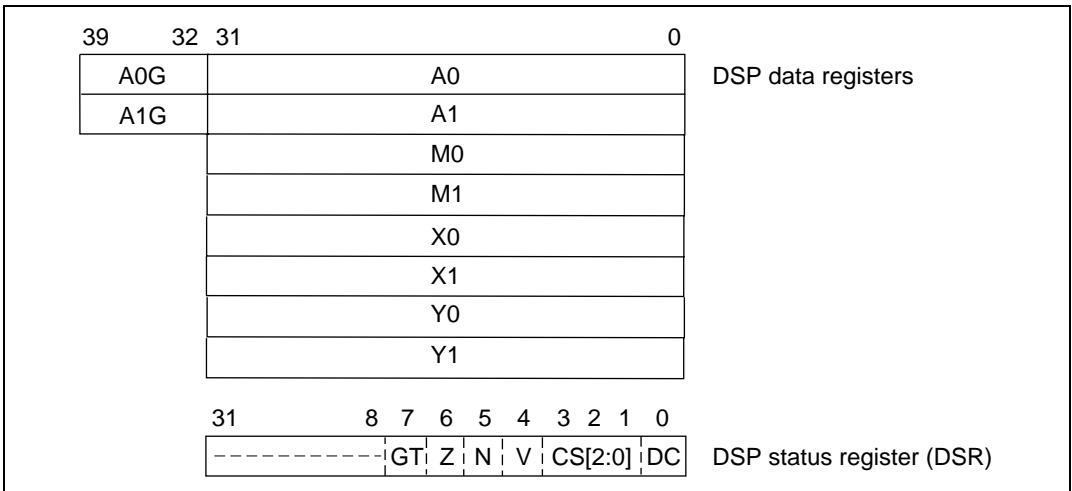 39 32 31 0
A0G A0 DSP data registers
A1G A1
M0
M1
X0
X1
Y0
Y1
31 8 7 6 5 4 3 2 1 0
GT Z N V CS[2:0] DC DSP status register (DSR)